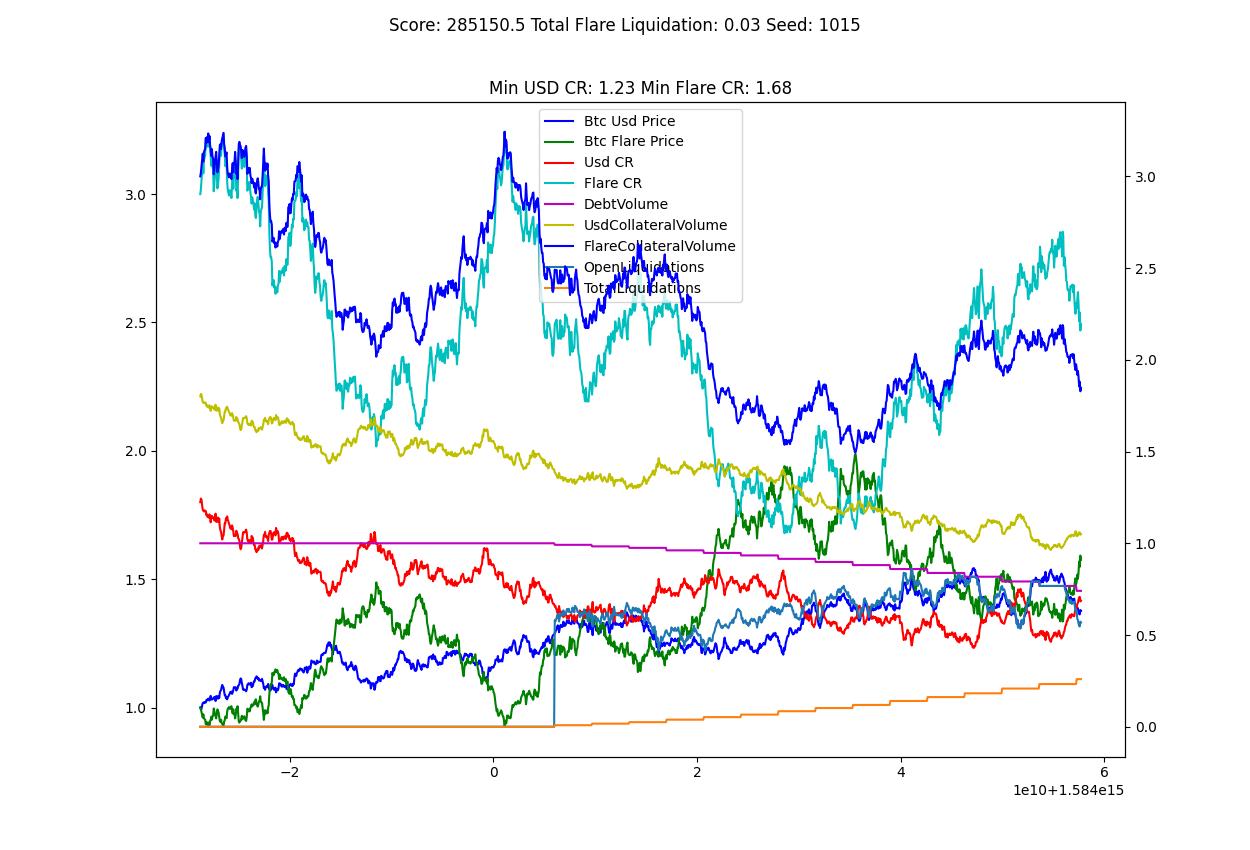 Score: 285150.5 Total Flare Liquidation: 0.03 Seed: 1015
Min USD CR: 1.23 Min Flare CR: 1.68
Btc Usd Price
Btc Flare Price
Usd CR
Flare CR
DebtVolume
UsdCollateralVolume
FlareCollateralVolume
OpenLiquidations
TotalLiquidations
3.0
2.5
2.0
1.5
1.0
3.0
2.5
2.0
1.5
1.0
0.5
0.0
−2
0
2
4
6
1e10+1.584e15